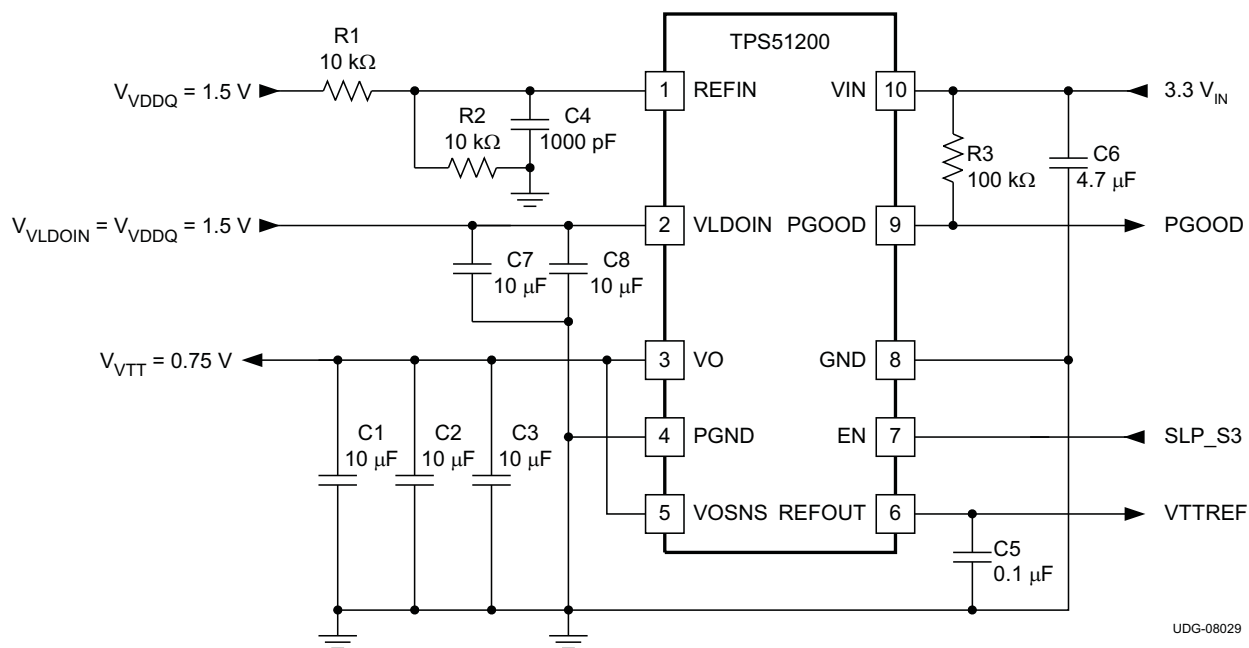 TPS51200
R1
10 kΩ
V_VDDQ = 1.5 V
1 REFIN
VIN 10
3.3 V_IN
R2
10 kΩ
C4
1000 pF
R3
100 kΩ
C6
4.7 μF
V_VLDOIN = V_VDDQ = 1.5 V
2 VLDOIN
PGOOD 9
PGOOD
C7
10 μF
C8
10 μF
V_VTT = 0.75 V
3 VO
GND 8
C1
10 μF
C2
10 μF
C3
10 μF
4 PGND
EN 7
SLP_S3
5 VOSNS
REFOUT 6
VTTREF
C5
0.1 μF
UDG-08029